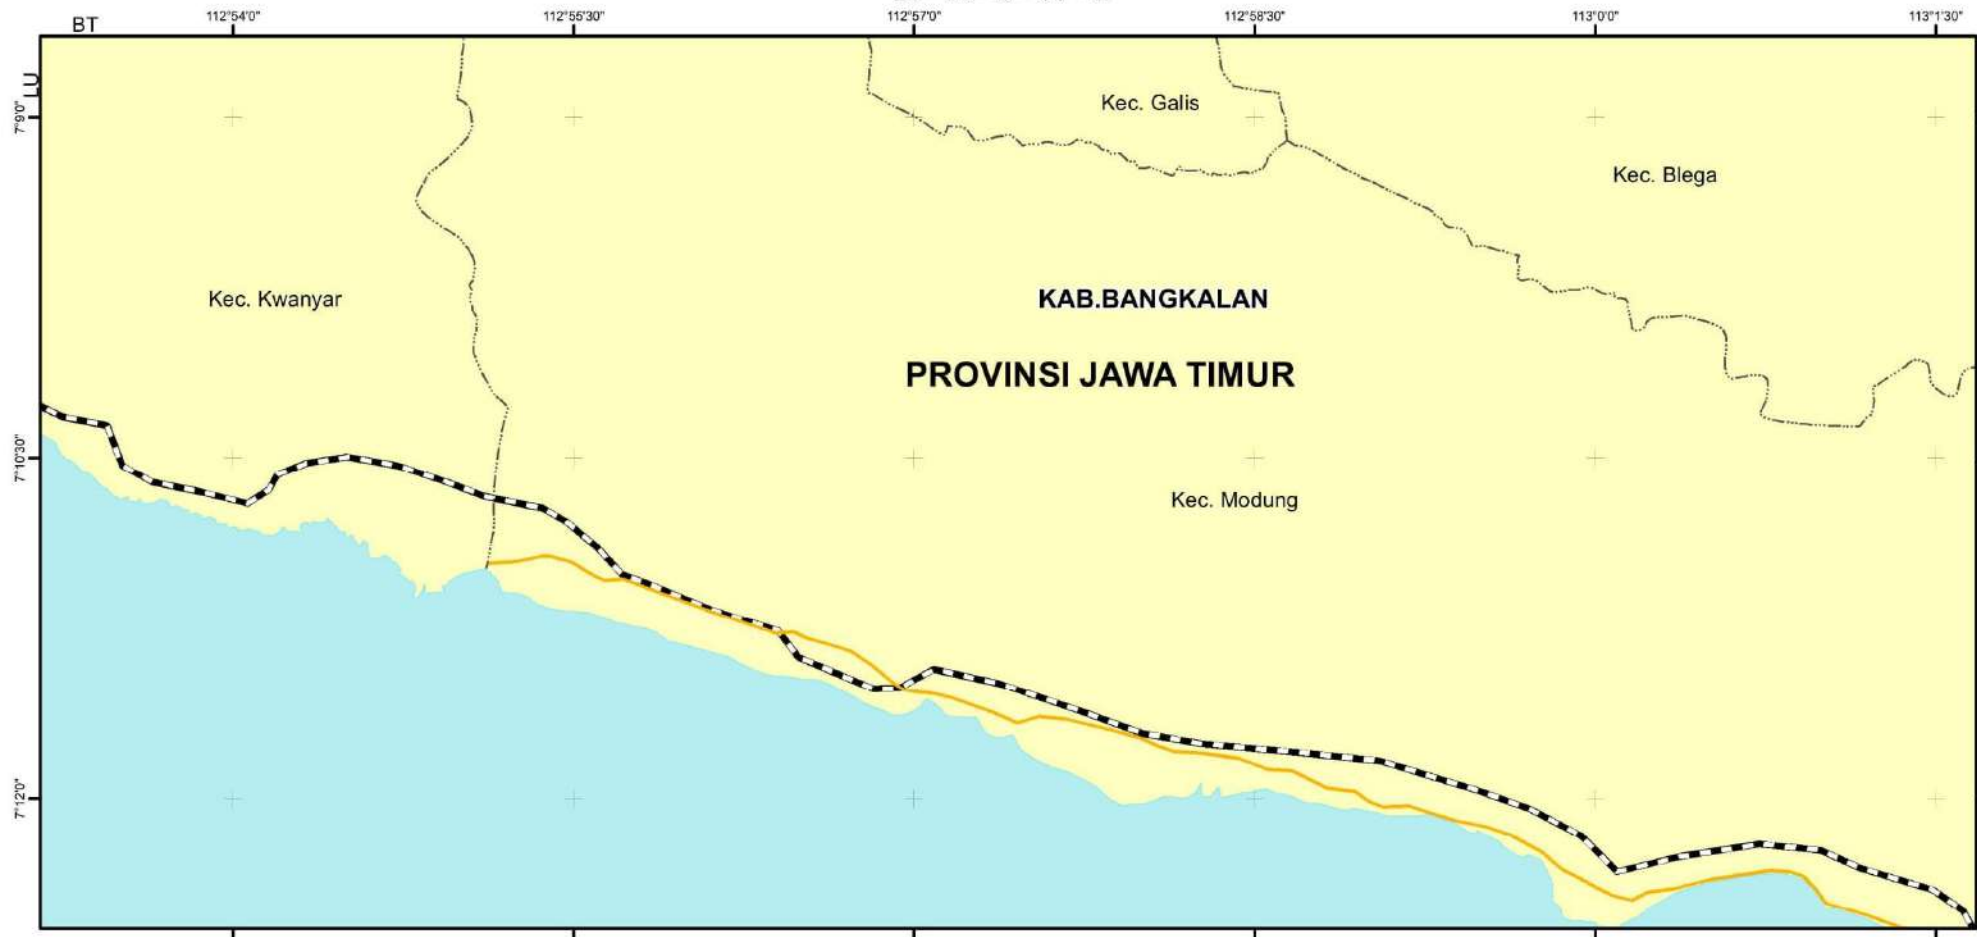 112°54'0"
112°55'30"
112°57'0"
112°58'30"
113°0'0"
113°1'30"
BT
LU
7°9'0"
Kec. Galis
Kec. Blega
Kec. Kwanyar
KAB.BANGKALAN
PROVINSI JAWA TIMUR
7°10'30"
Kec. Modung
7°12'0"